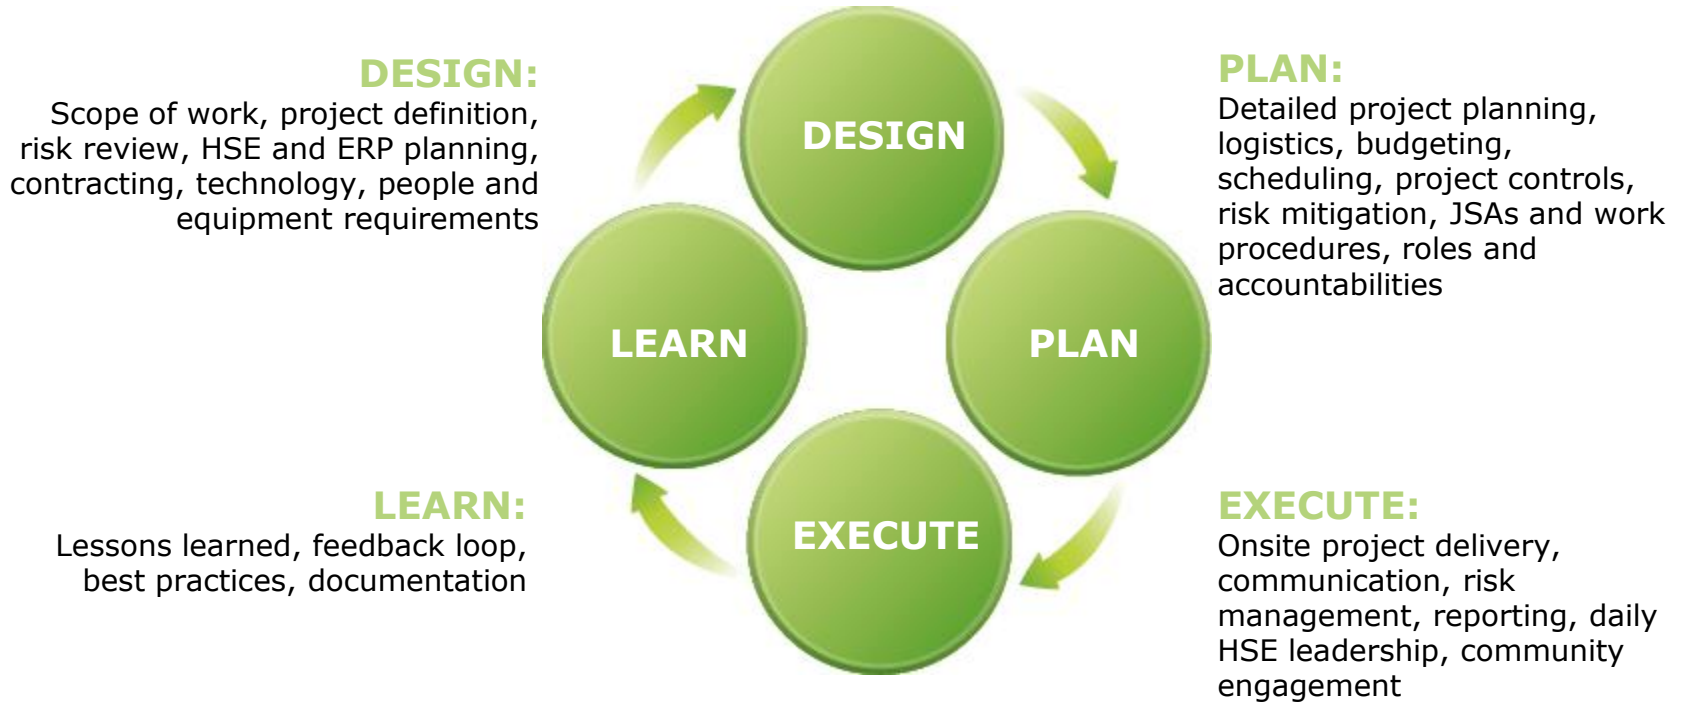 DESIGN:
Scope of work, project definition,
risk review, HSE and ERP planning,
contracting, technology, people and
equipment requirements
DESIGN
PLAN:
Detailed project planning,
logistics, budgeting,
scheduling, project controls,
risk mitigation, JSAs and work
procedures, roles and
accountabilities
LEARN
PLAN
LEARN:
Lessons learned, feedback loop,
best practices, documentation
EXECUTE
EXECUTE:
Onsite project delivery,
communication, risk
management, reporting, daily
HSE leadership, community
engagement